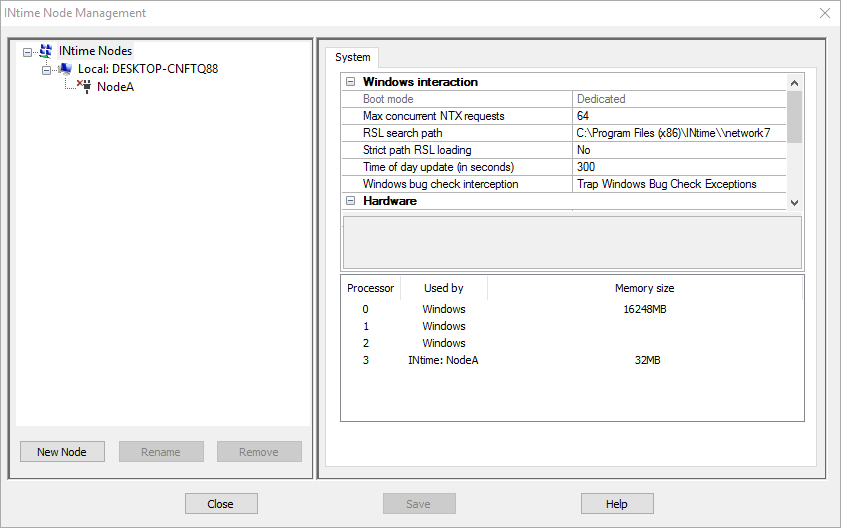 INtime Node Management
INtime Nodes
Local: DESKTOP-CNFTQ88
NodeA
New Node
Rename
Remove
System
Windows interaction
Boot mode Dedicated
Max concurrent NTX requests 64
RSL search path C:\Program Files (x86)\INtime\\network7
Strict path RSL loading No
Time of day update (in seconds) 300
Windows bug check interception Trap Windows Bug Check Exceptions
Hardware
Processor Used by Memory size
0 Windows 16248MB
1 Windows
2 Windows
3 INtime: NodeA 32MB
Close
Save
Help